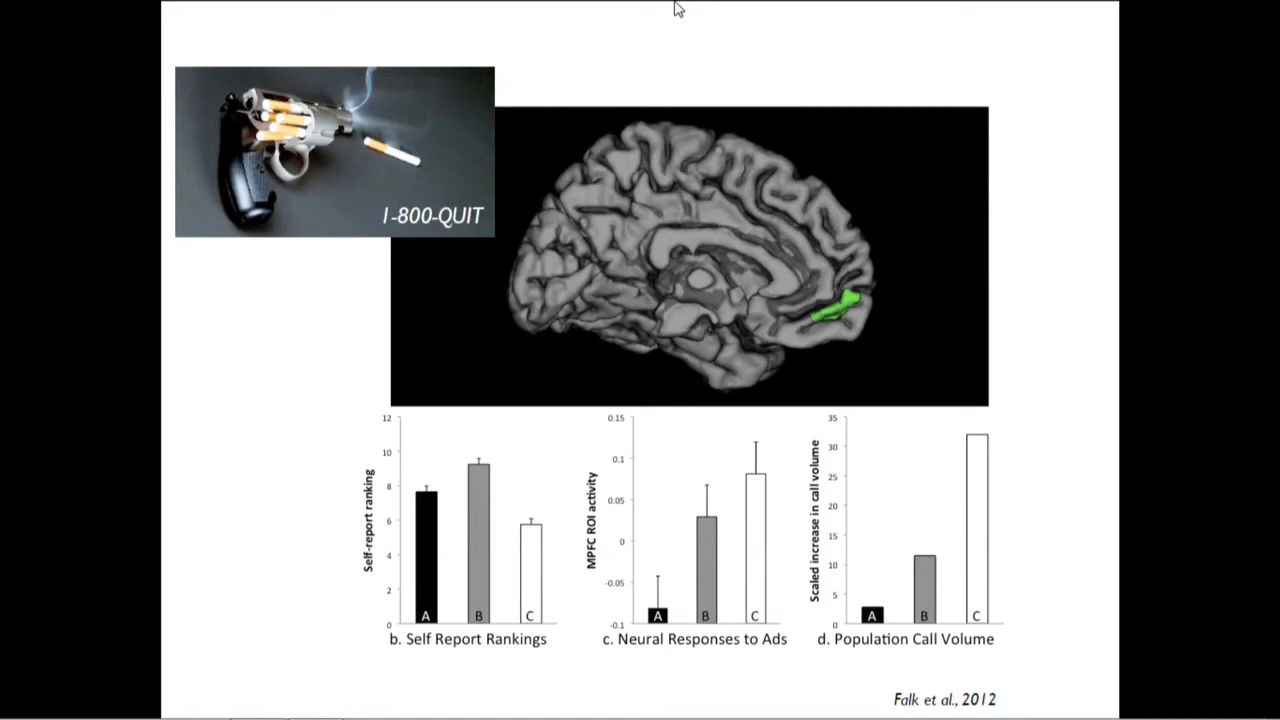 1-800-QUIT
Self-report ranking
12
10
8
6
4
2
0
A
B
C
b. Self Report Rankings
MPFC ROI activity
0.15
0.1
0.05
0
-0.05
-0.1
A
B
C
c. Neural Responses to Ads
Scaled increase in call volume
35
30
25
20
15
10
5
0
A
B
C
d. Population Call Volume
Falk et al., 2012